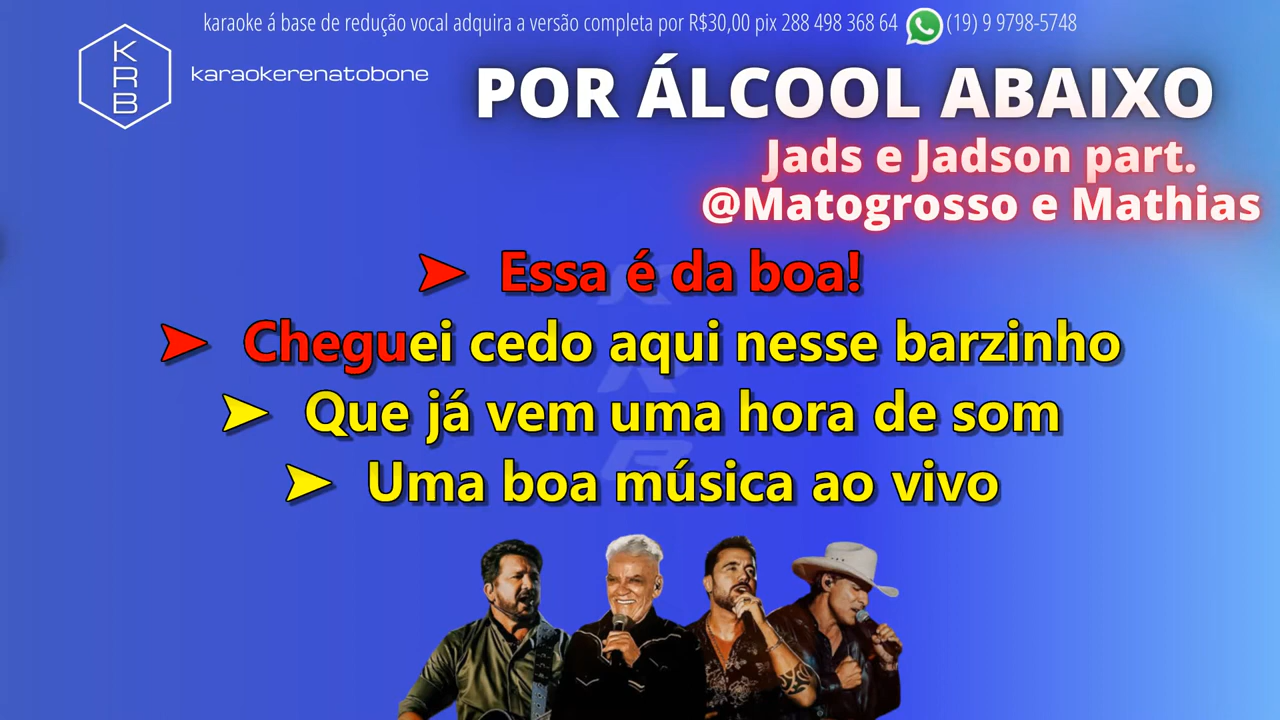 karaoke á base de redução vocal adquira a versão completa por R$30,00 pix 288 498 368 64 (19) 9 9798-5748
KRB
karaokerenatobone
POR ÁLCOOL ABAIXO
Jads e Jadson part.
@Matogrosso e Mathias
➤ Essa é da boa!
➤ Cheguei cedo aqui nesse barzinho
➤ Que já vem uma hora de som
➤ Uma boa música ao vivo
KRB